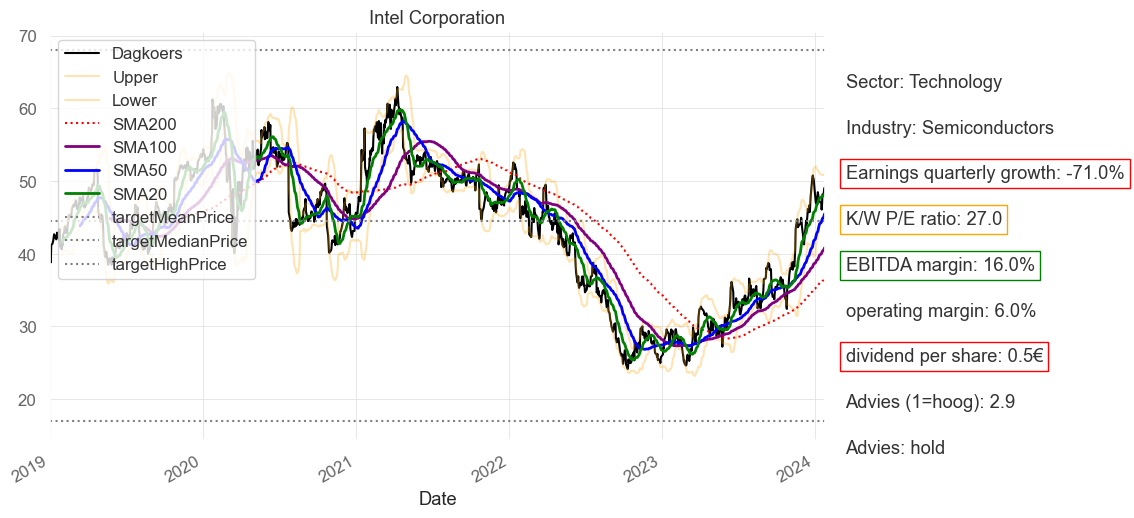 Intel Corporation
70
60
50
40
30
20
Dagkoers
Upper
Lower
SMA200
SMA100
SMA50
SMA20
targetMeanPrice
targetMedianPrice
targetHighPrice
2019
2020
2021
2022
2023
2024
Date
Sector: Technology
Industry: Semiconductors
Earnings quarterly growth: -71.0%
K/W P/E ratio: 27.0
EBITDA margin: 16.0%
operating margin: 6.0%
dividend per share: 0.5€
Advies (1=hoog): 2.9
Advies: hold